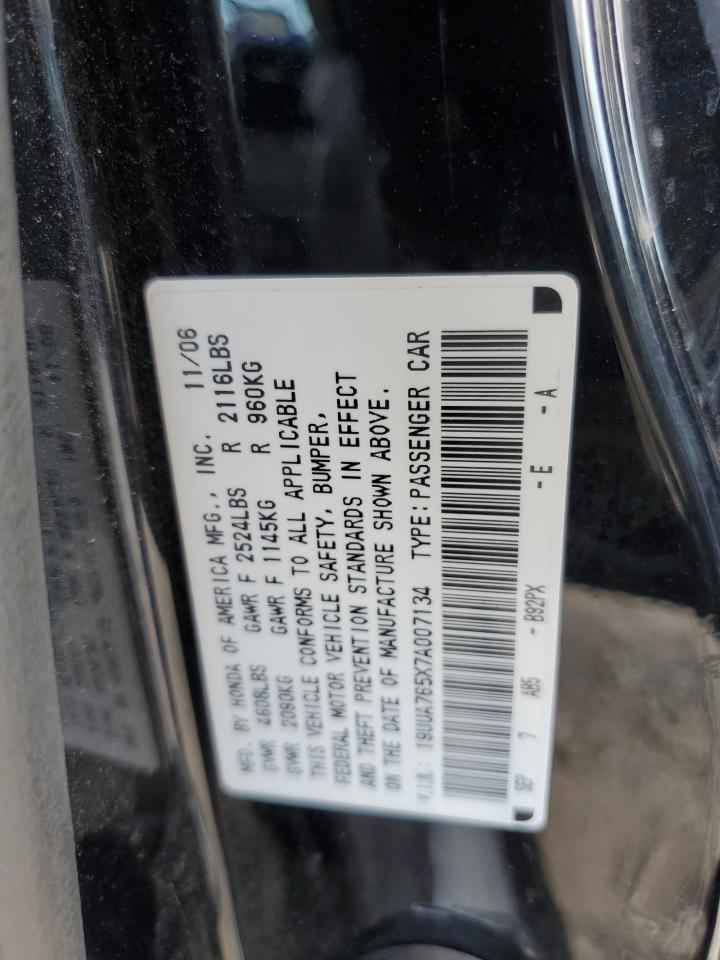 MFD. BY HONDA OF AMERICA MFG., INC. 11/06
GVWR 4608LBS GAWR F 2524LBS R 2116LBS
GVWR 2090KG GAWR F 1145KG R 960KG
THIS VEHICLE CONFORMS TO ALL APPLICABLE
FEDERAL MOTOR VEHICLE SAFETY, BUMPER,
AND THEFT PREVENTION STANDARDS IN EFFECT
ON THE DATE OF MANUFACTURE SHOWN ABOVE.
V.I.N.: 19UUA765X7A007134 TYPE: PASSENGER CAR
SEP 7 AB5 - B92PX - E - A